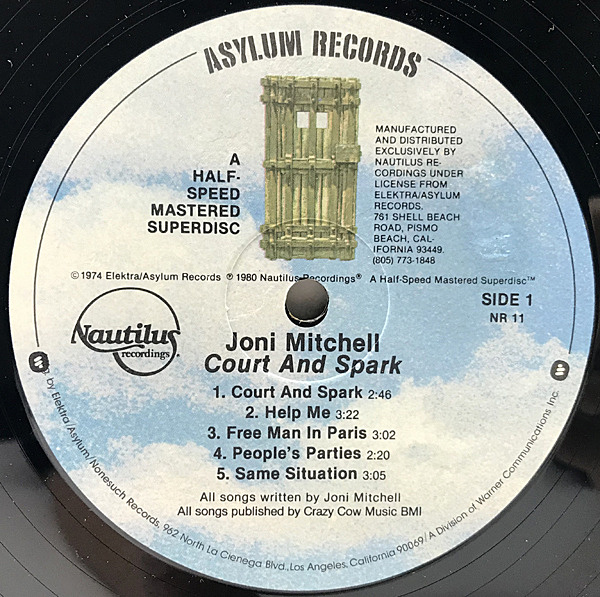 ASYLUM RECORDS
A
HALF-
SPEED
MASTERED
SUPERDISC
MANUFACTURED
AND DISTRIBUTED
EXCLUSIVELY BY
NAUTILUS RE-
CORDINGS UNDER
LICENSE FROM
ELEKTRA/ASYLUM
RECORDS.
761 SHELL BEACH
ROAD, PISMO
BEACH, CAL-
IFORNIA 93449.
(805) 773-1848
©1974 Elektra/Asylum Records ℗ 1980 Nautilus Recordings® A Half-Speed Mastered Superdisc™
SIDE 1
NR 11
Nautilus
recordings®
Joni Mitchell
Court And Spark
1. Court And Spark 2:46
2. Help Me 3:22
3. Free Man In Paris 3:02
4. People's Parties 2:20
5. Same Situation 3:05
All songs written by Joni Mitchell
All songs published by Crazy Cow Music BMI
by Elektra/Asylum/Nonesuch Records, 962 North La Cienega Blvd., Los Angeles, California 90069/A Division of Warner Communications Inc.